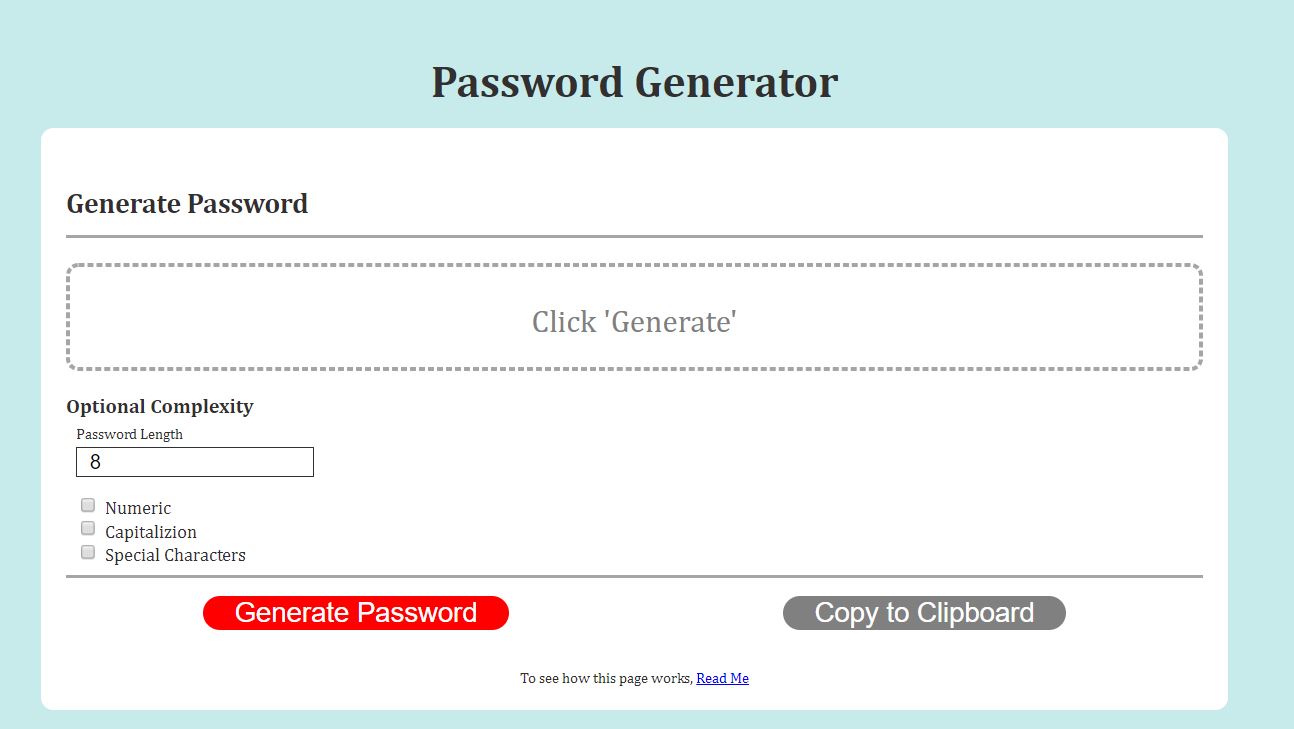 Password Generator
Generate Password
Click 'Generate'
Optional Complexity
Password Length
8
Numeric
Capitalizion
Special Characters
Generate Password
Copy to Clipboard
To see how this page works, Read Me